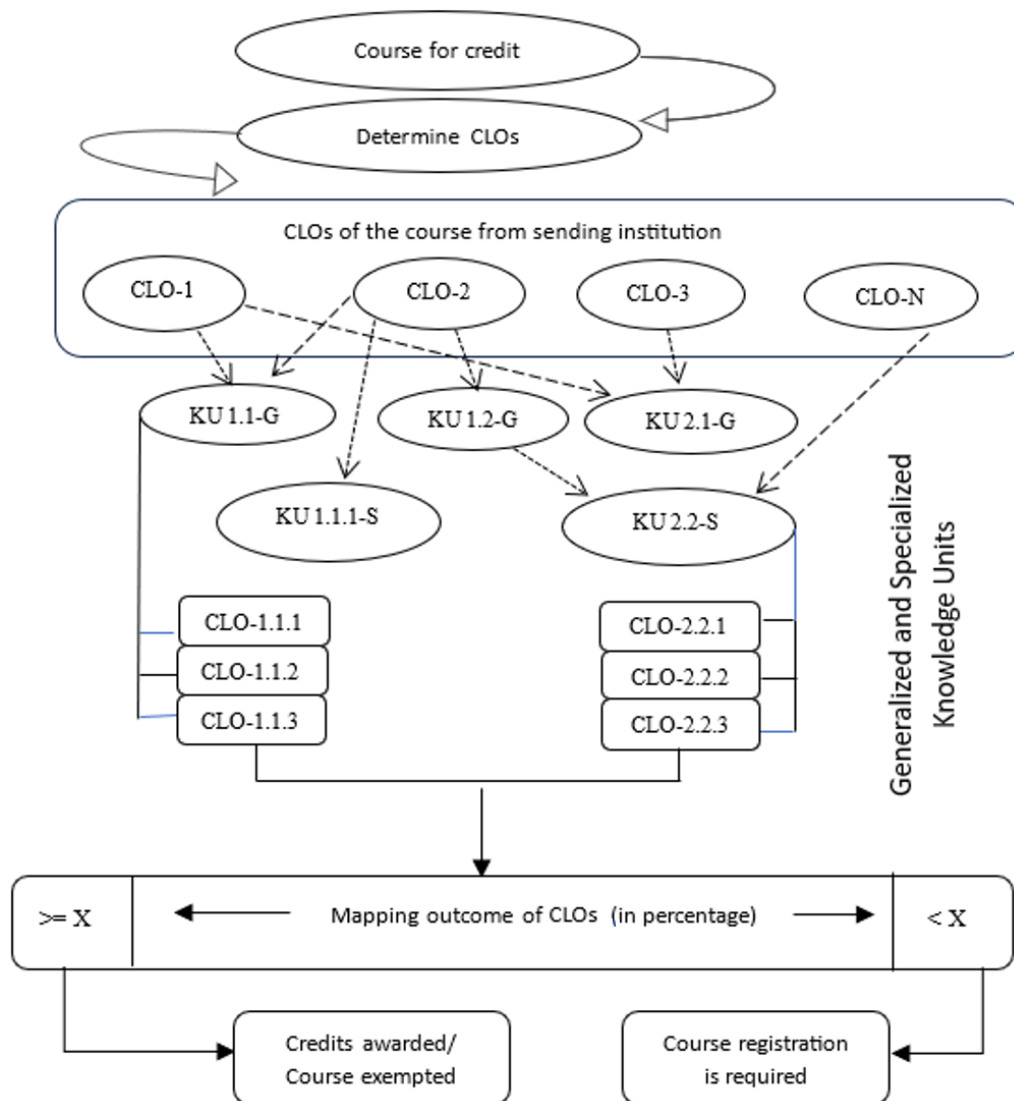 Course for credit
Determine CLOs
CLOs of the course from sending institution
CLO-1
CLO-2
CLO-3
CLO-N
KU 1.1-G
KU 1.2-G
KU 2.1-G
KU 1.1.1-S
KU 2.2-S
Generalized and Specialized
Knowledge Units
CLO-1.1.1
CLO-1.1.2
CLO-1.1.3
CLO-2.2.1
CLO-2.2.2
CLO-2.2.3
>= X
Mapping outcome of CLOs (in percentage)
< X
Credits awarded/
Course exempted
Course registration
is required